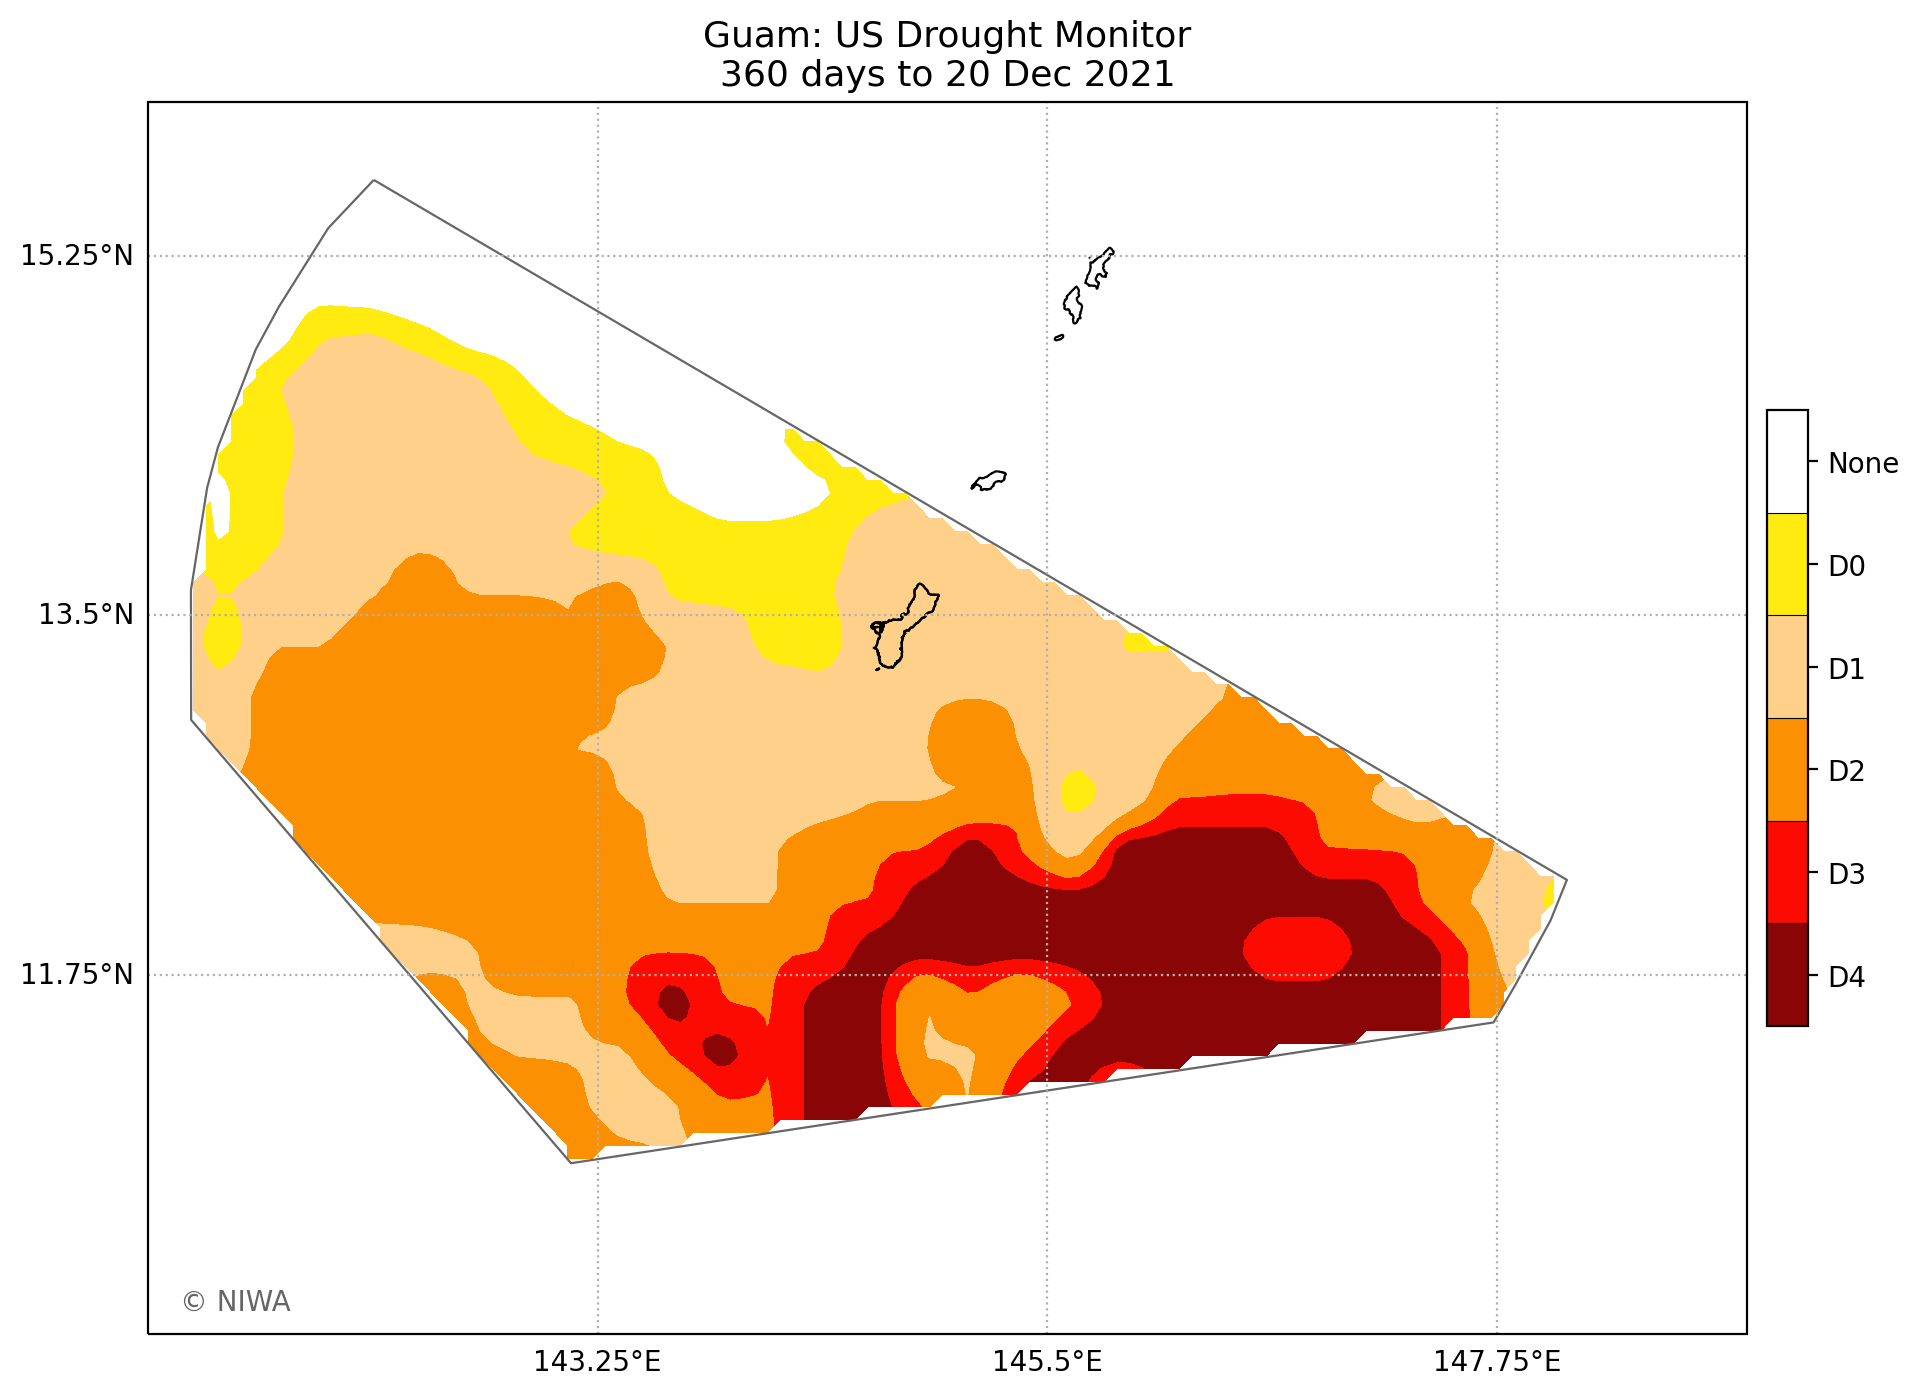 Guam: US Drought Monitor
360 days to 20 Dec 2021
15.25°N
13.5°N
11.75°N
143.25°E
145.5°E
147.75°E
None
D0
D1
D2
D3
D4
© NIWA